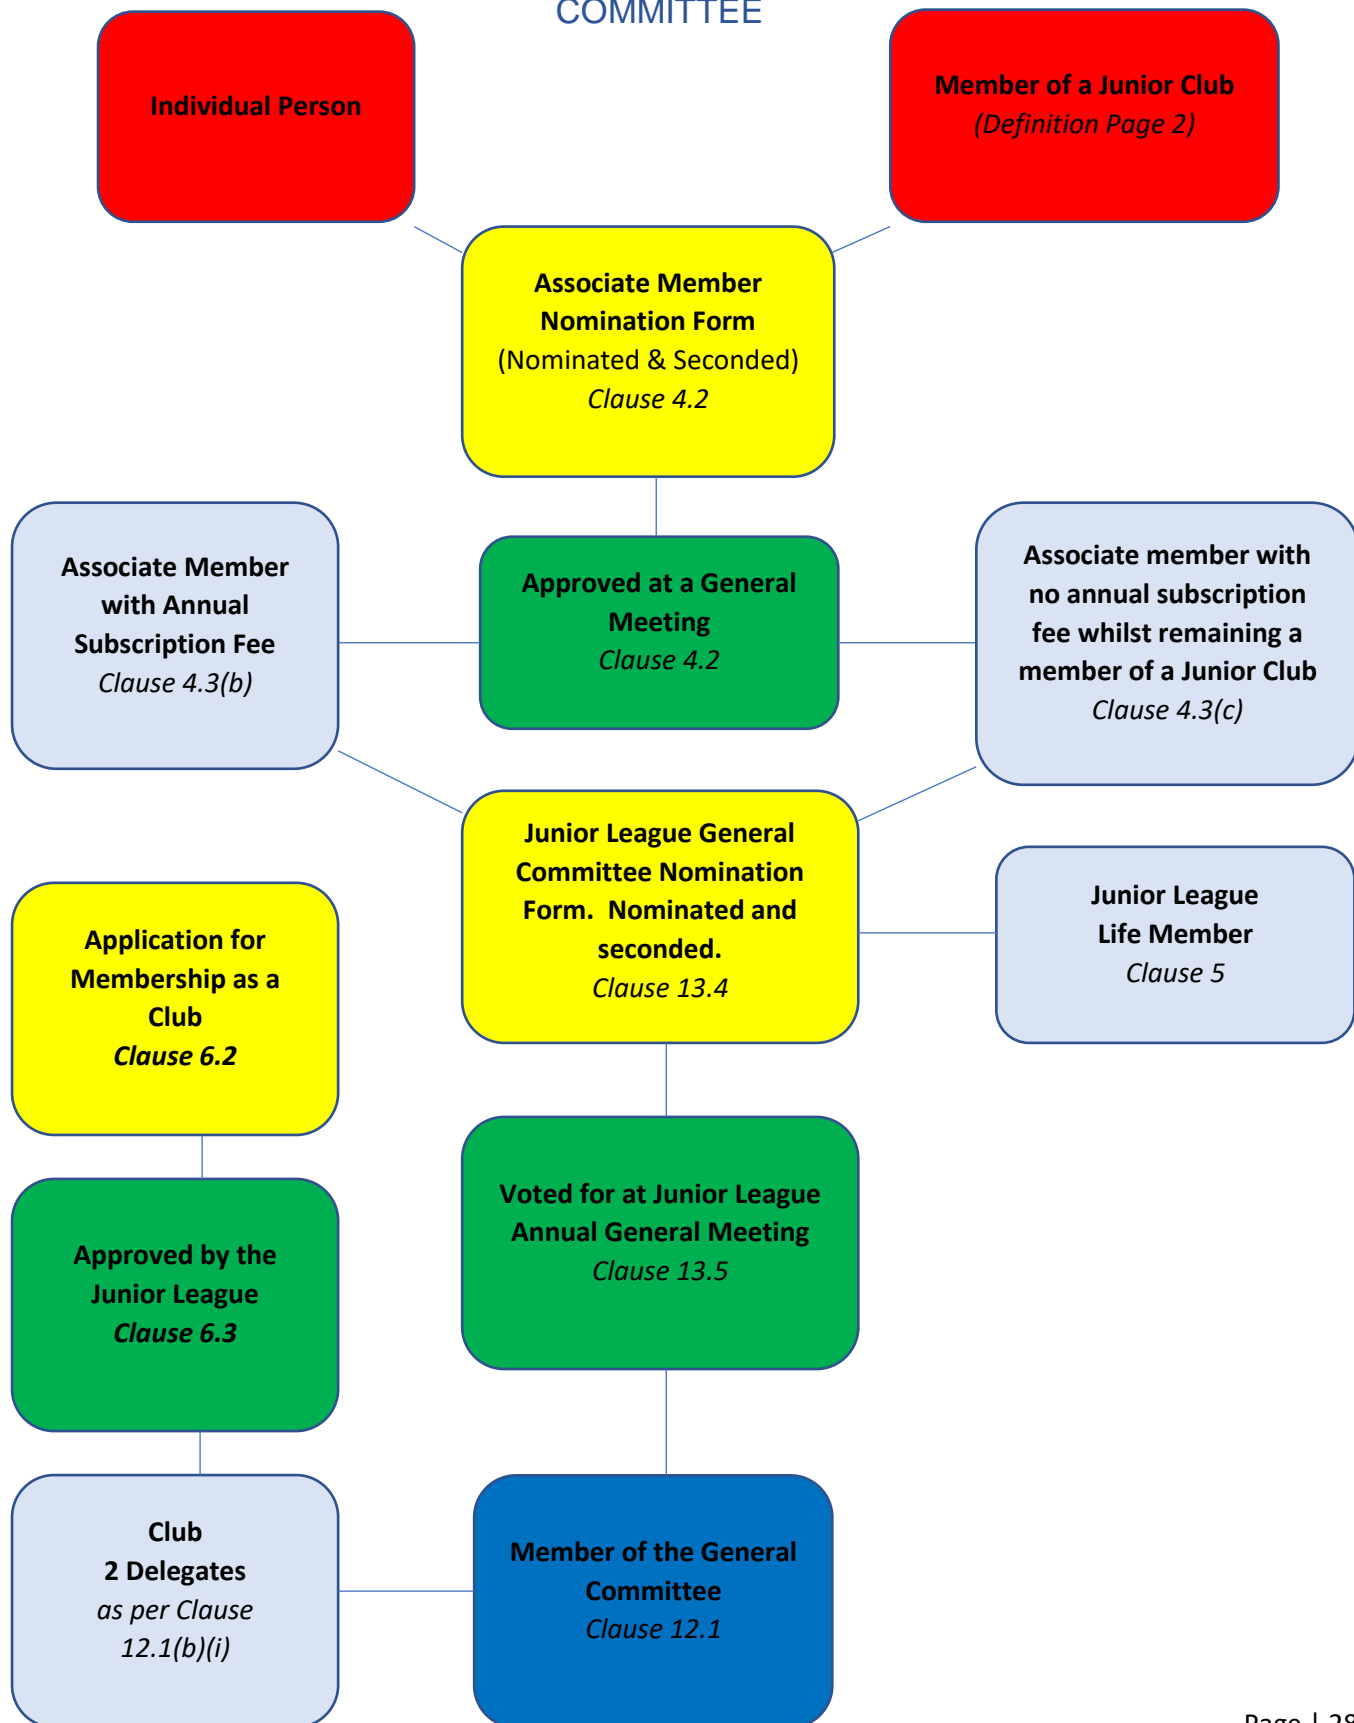 COMMITTEE
Individual Person
Member of a Junior Club
(Definition Page 2)
Associate Member
Nomination Form
(Nominated & Seconded)
Clause 4.2
Associate Member
with Annual
Subscription Fee
Clause 4.3(b)
Approved at a General
Meeting
Clause 4.2
Associate member with
no annual subscription
fee whilst remaining a
member of a Junior Club
Clause 4.3(c)
Junior League General
Committee Nomination
Form.  Nominated and
seconded.
Clause 13.4
Junior League
Life Member
Clause 5
Application for
Membership as a
Club
Clause 6.2
Voted for at Junior League
Annual General Meeting
Clause 13.5
Approved by the
Junior League
Clause 6.3
Club
2 Delegates
as per Clause
12.1(b)(i)
Member of the General
Committee
Clause 12.1
Page | 28